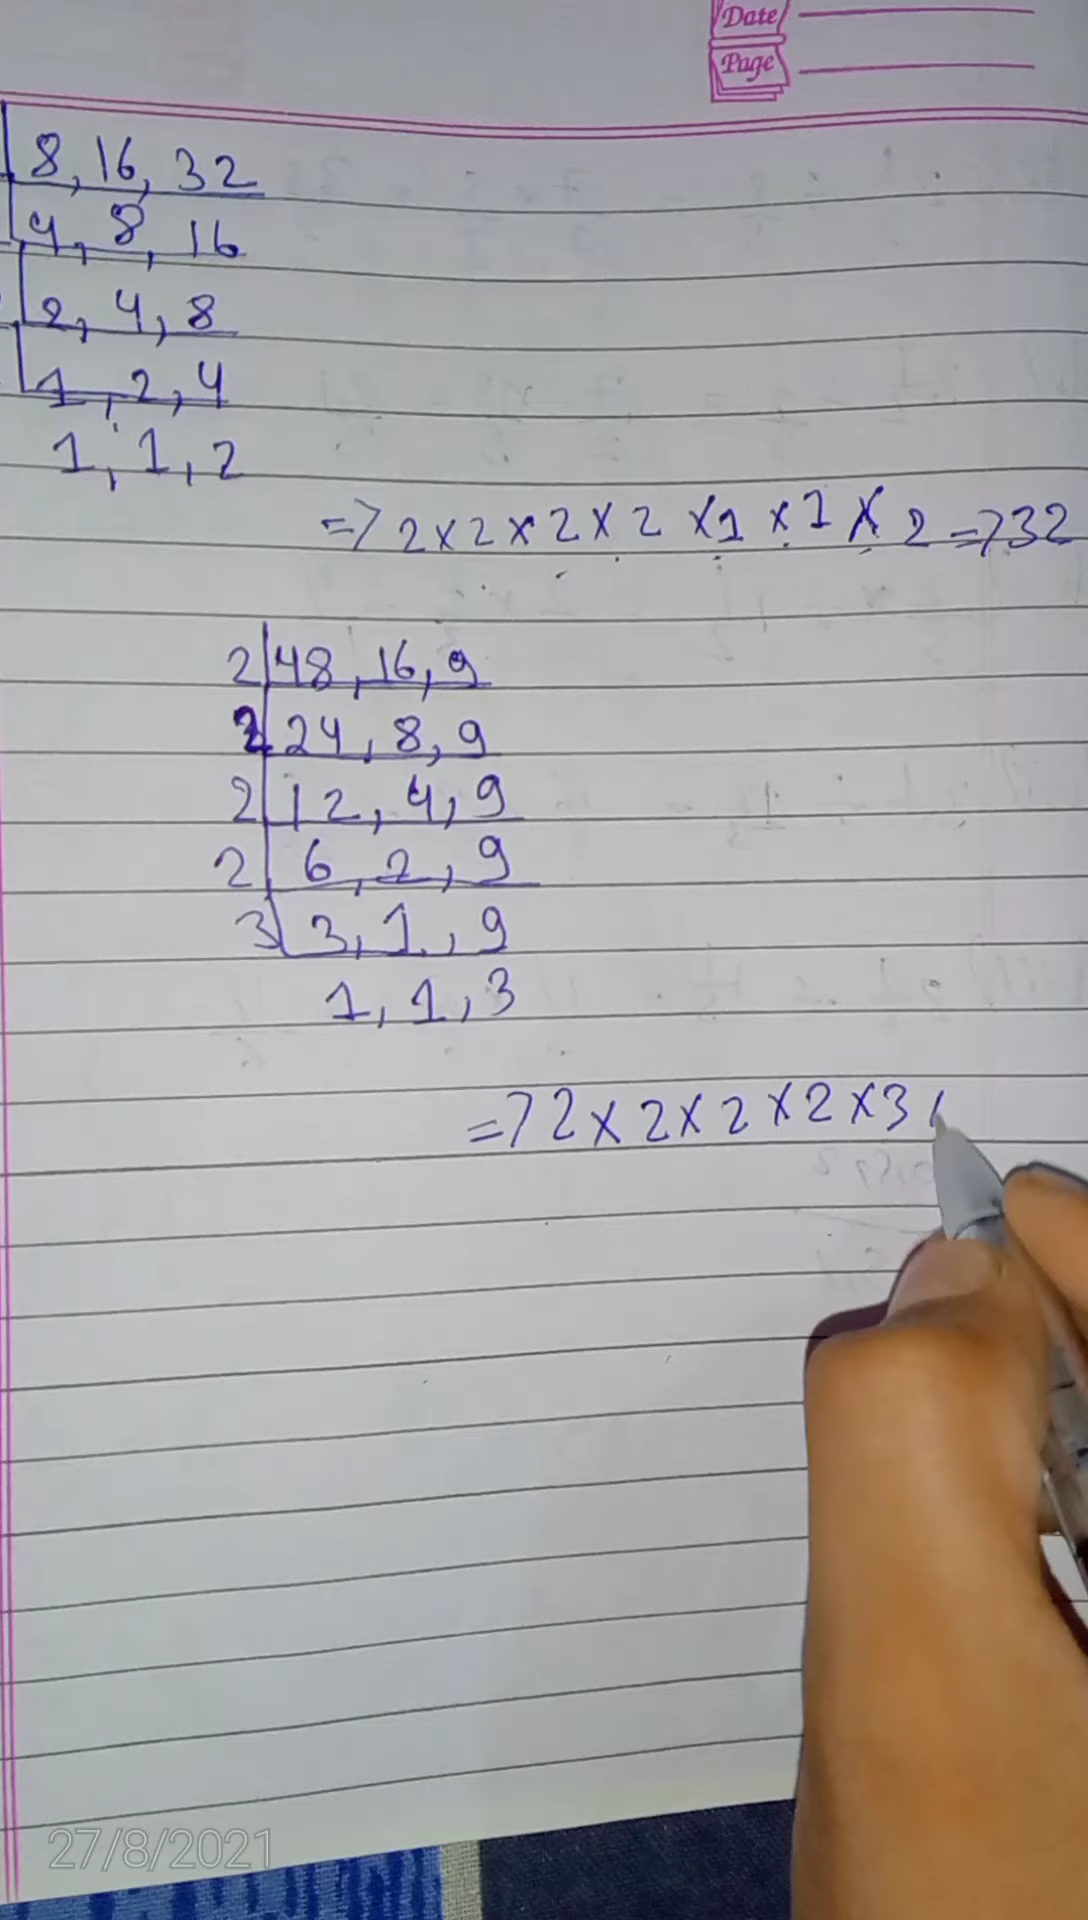 Date
Page
8, 16, 32
4, 8, 16
2, 4, 8
1, 2, 4
1, 1, 2
=> 2 × 2 × 2 × 2 × 1 × 1 × 2 => 32
2 | 48, 16, 9
2 | 24, 8, 9
2 | 12, 4, 9
2 | 6, 2, 9
3 | 3, 1, 9
1, 1, 3
=> 2 × 2 × 2 × 2 × 3
27/8/2021